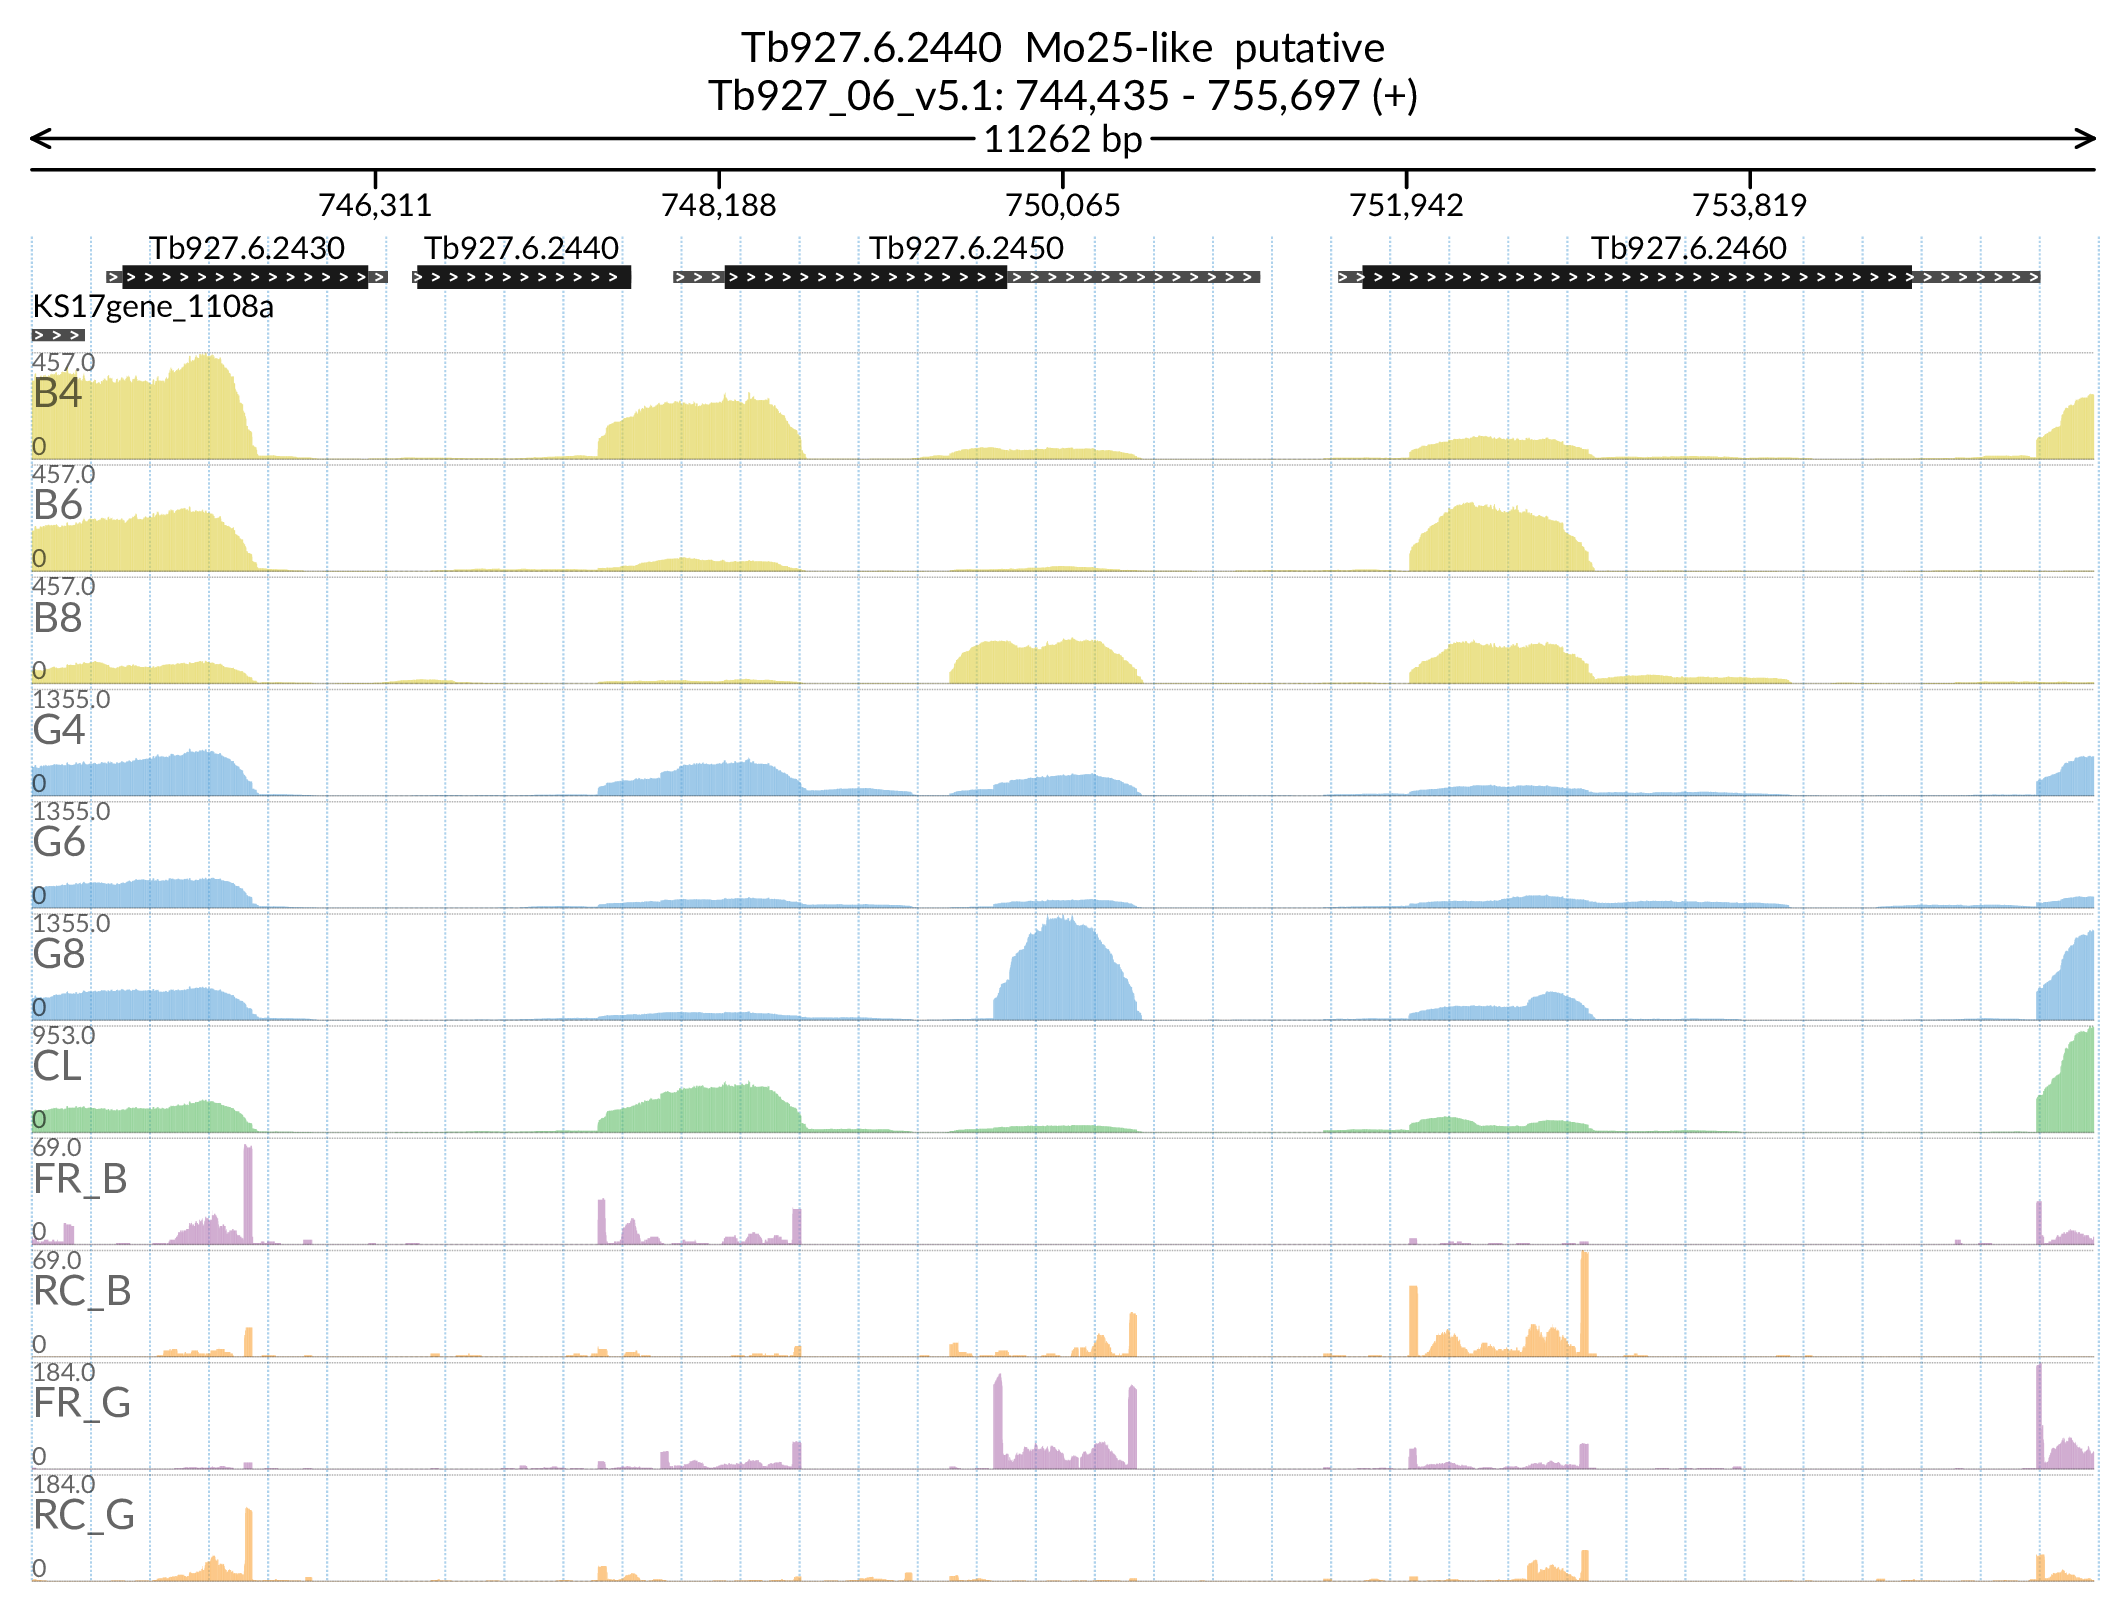 Tb927.6.2440  Mo25-like  putative
Tb927_06_v5.1: 744,435 - 755,697 (+)
11262 bp
746,311 748,188 750,065 751,942 753,819
Tb927.6.2430 Tb927.6.2440 Tb927.6.2450 Tb927.6.2460
KS17gene_1108a
457.0
B4
0
457.0
B6
0
457.0
B8
0
1355.0
G4
0
1355.0
G6
0
1355.0
G8
0
953.0
CL
0
69.0
FR_B
0
69.0
RC_B
0
184.0
FR_G
0
184.0
RC_G
0